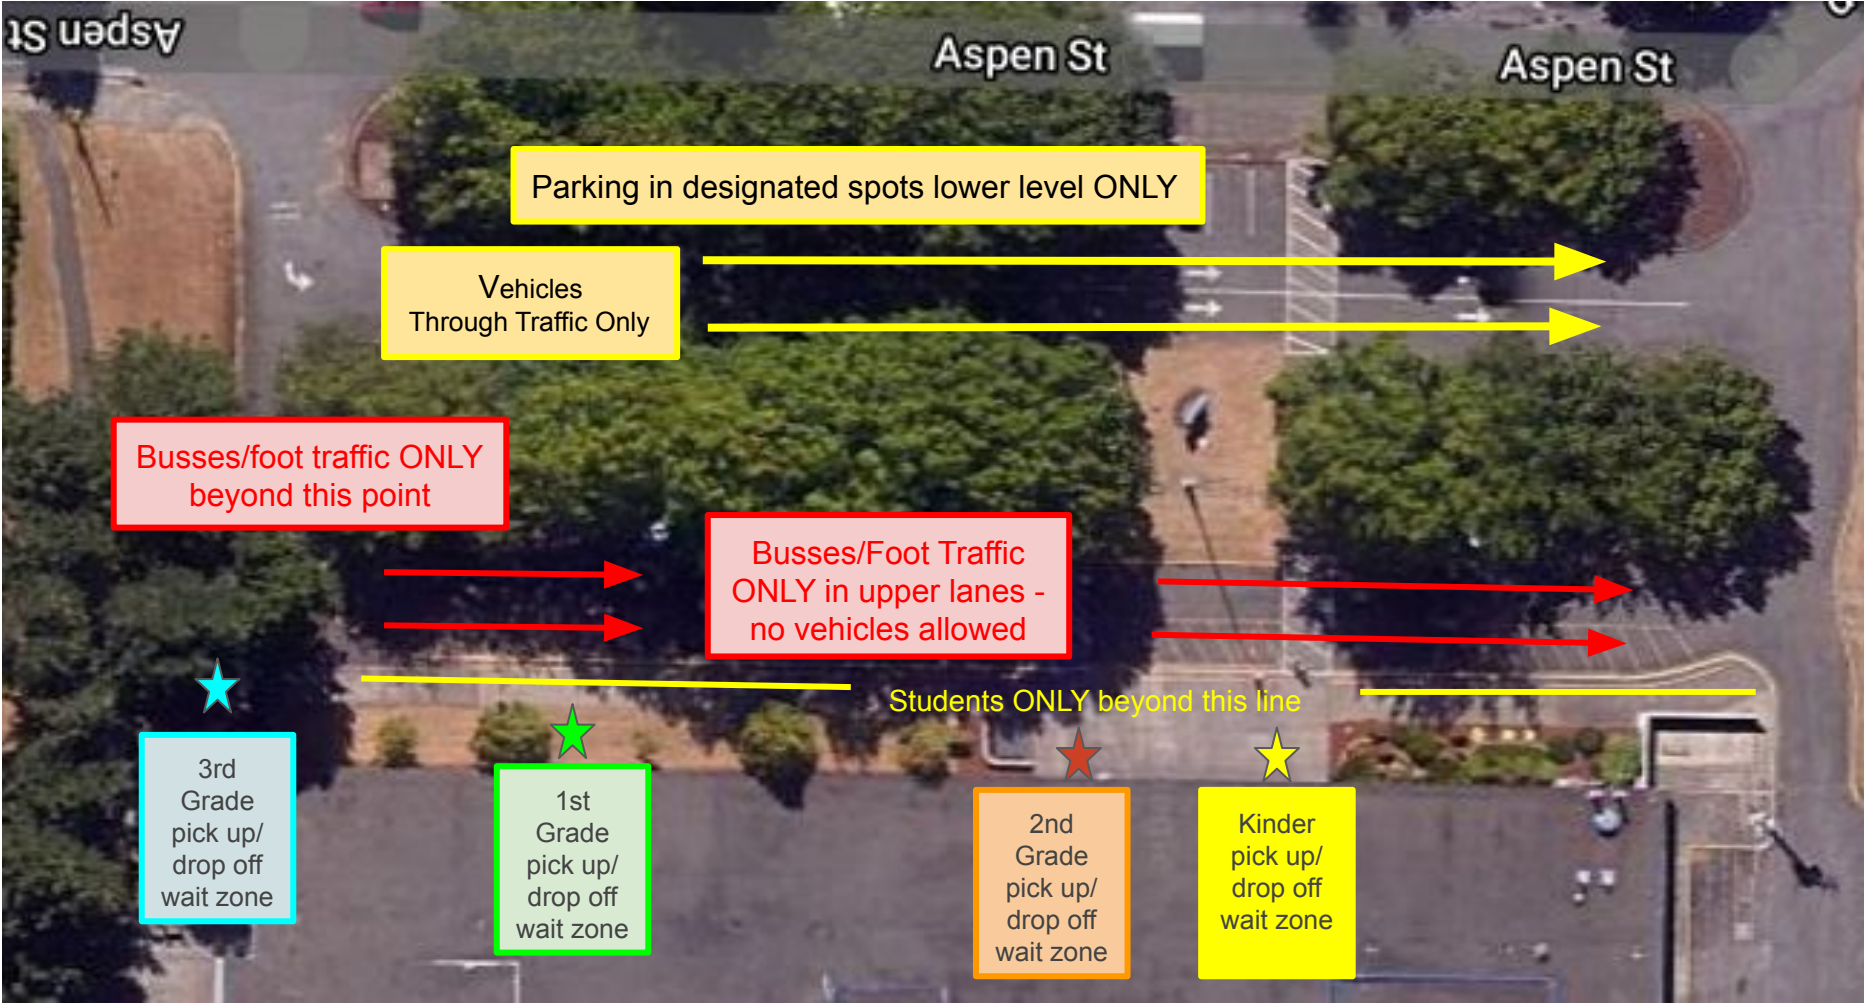 Aspen St
Aspen St
Aspen St
Parking in designated spots lower level ONLY
Vehicles
Through Traffic Only
Busses/foot traffic ONLY
beyond this point
Busses/Foot Traffic
ONLY in upper lanes -
no vehicles allowed
Students ONLY beyond this line
3rd
Grade
pick up/
drop off
wait zone
1st
Grade
pick up/
drop off
wait zone
2nd
Grade
pick up/
drop off
wait zone
Kinder
pick up/
drop off
wait zone